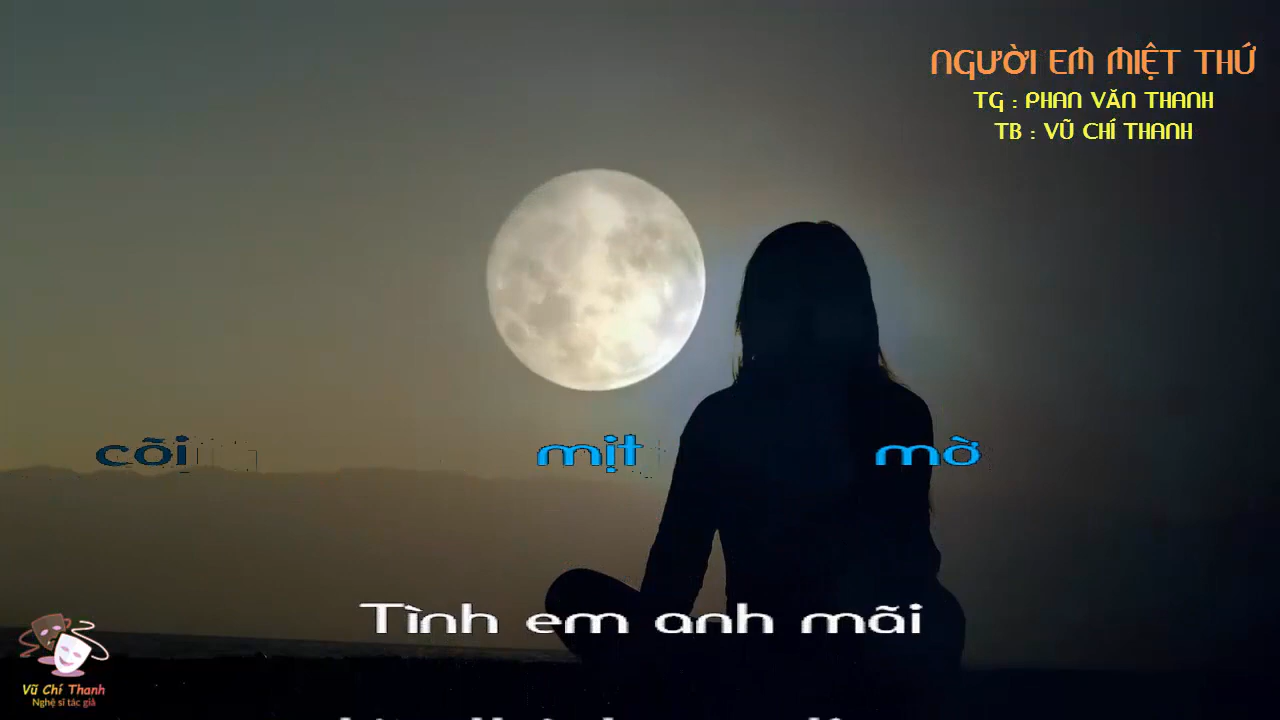 NGƯỜI EM MIỆT THỨ
TG : PHAN VĂN THANH
TB : VŨ CHÍ THANH
cõi mịt mờ
Tình em anh mãi
Vũ Chí Thanh
Nghệ sĩ tác giả